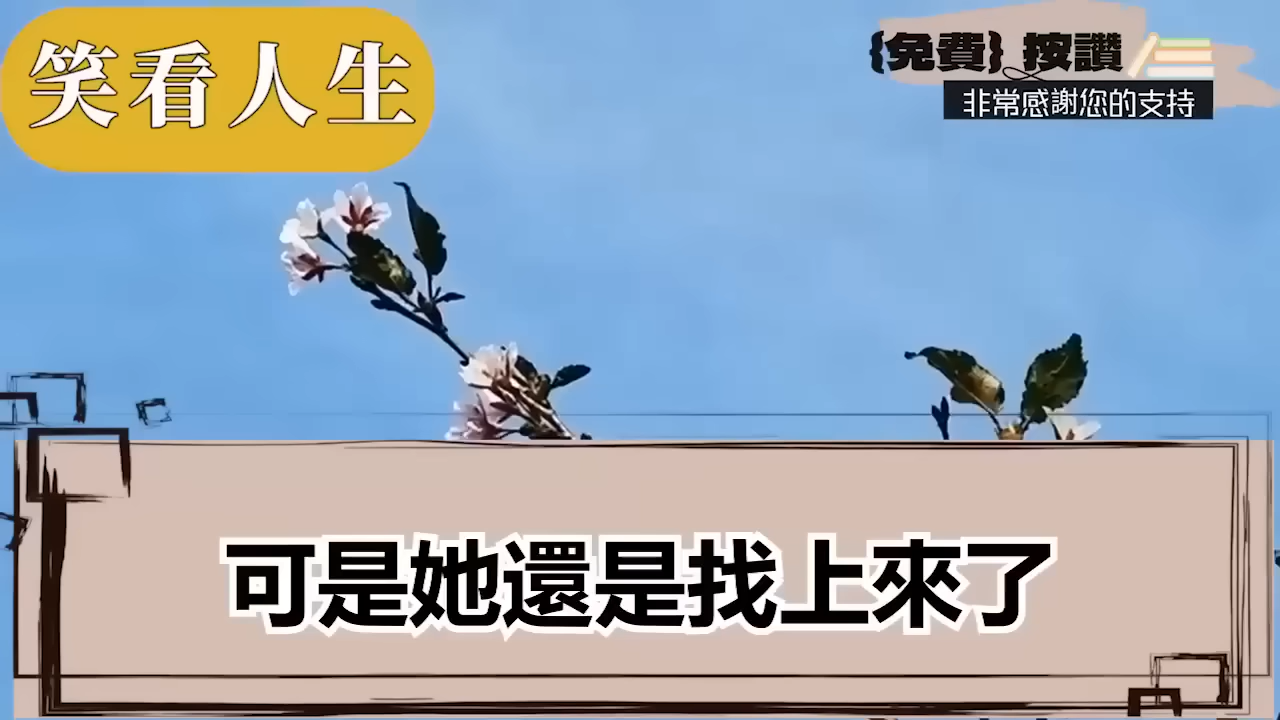 笑看人生
{免費} 按讚
非常感謝您的支持
可是她還是找上來了